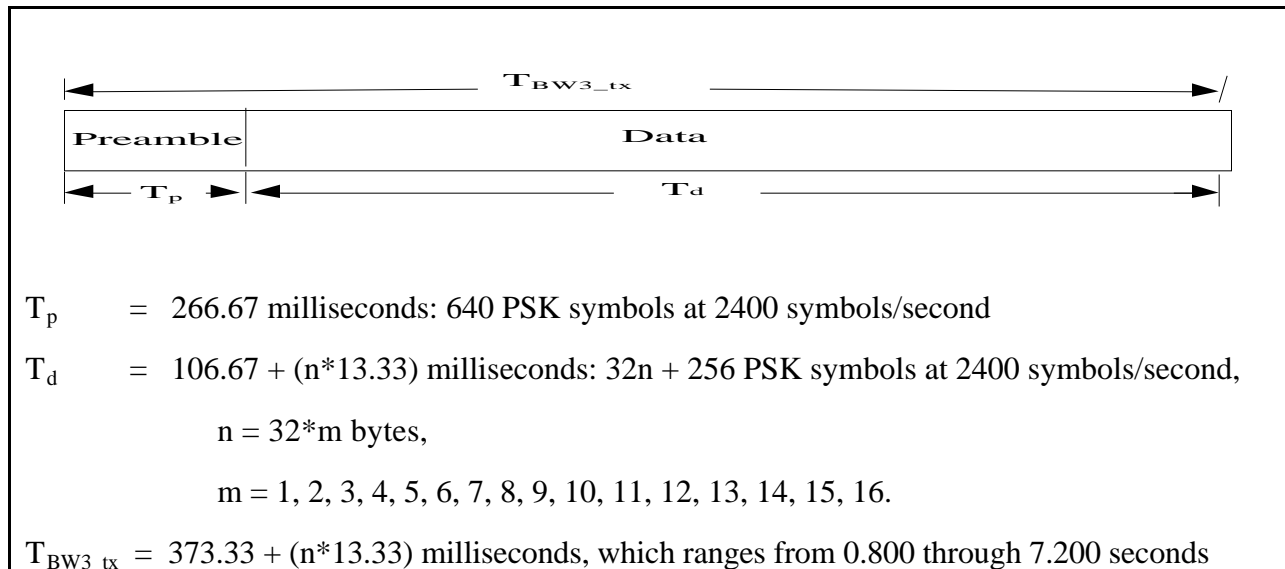 T_BW3_tx
Preamble Data
T_p T_d
T_p = 266.67 milliseconds: 640 PSK symbols at 2400 symbols/second
T_d = 106.67 + (n*13.33) milliseconds: 32n + 256 PSK symbols at 2400 symbols/second,
n = 32*m bytes,
m = 1, 2, 3, 4, 5, 6, 7, 8, 9, 10, 11, 12, 13, 14, 15, 16.
T_BW3_tx = 373.33 + (n*13.33) milliseconds, which ranges from 0.800 through 7.200 seconds